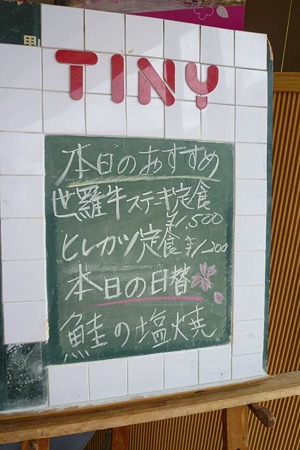 TINY
本日のおすすめ
世羅牛ステキ定食
¥1,500
ヒレカツ定食 ¥1,200
本日の日替
鮭の塩焼